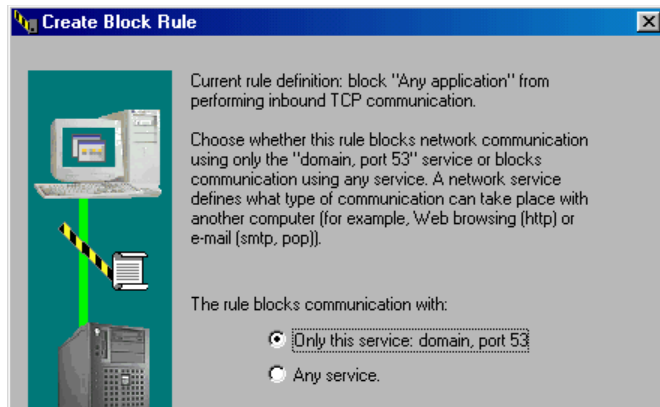 Create Block Rule
Current rule definition: block "Any application" from
performing inbound TCP communication.
Choose whether this rule blocks network communication
using only the "domain, port 53" service or blocks
communication using any service. A network service
defines what type of communication can take place with
another computer (for example, Web browsing (http) or
e-mail (smtp, pop)).
The rule blocks communication with:
Only this service: domain, port 53
Any service.